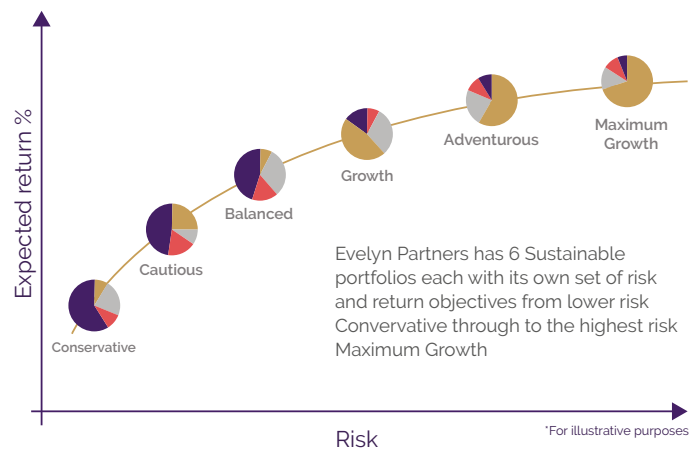 Expected return %
Maximum
Growth
Adventurous
Growth
Balanced
Cautious
Conservative
Evelyn Partners has 6 Sustainable
portfolios each with its own set of risk
and return objectives from lower risk
Convervative through to the highest risk
Maximum Growth
Risk
*For illustrative purposes